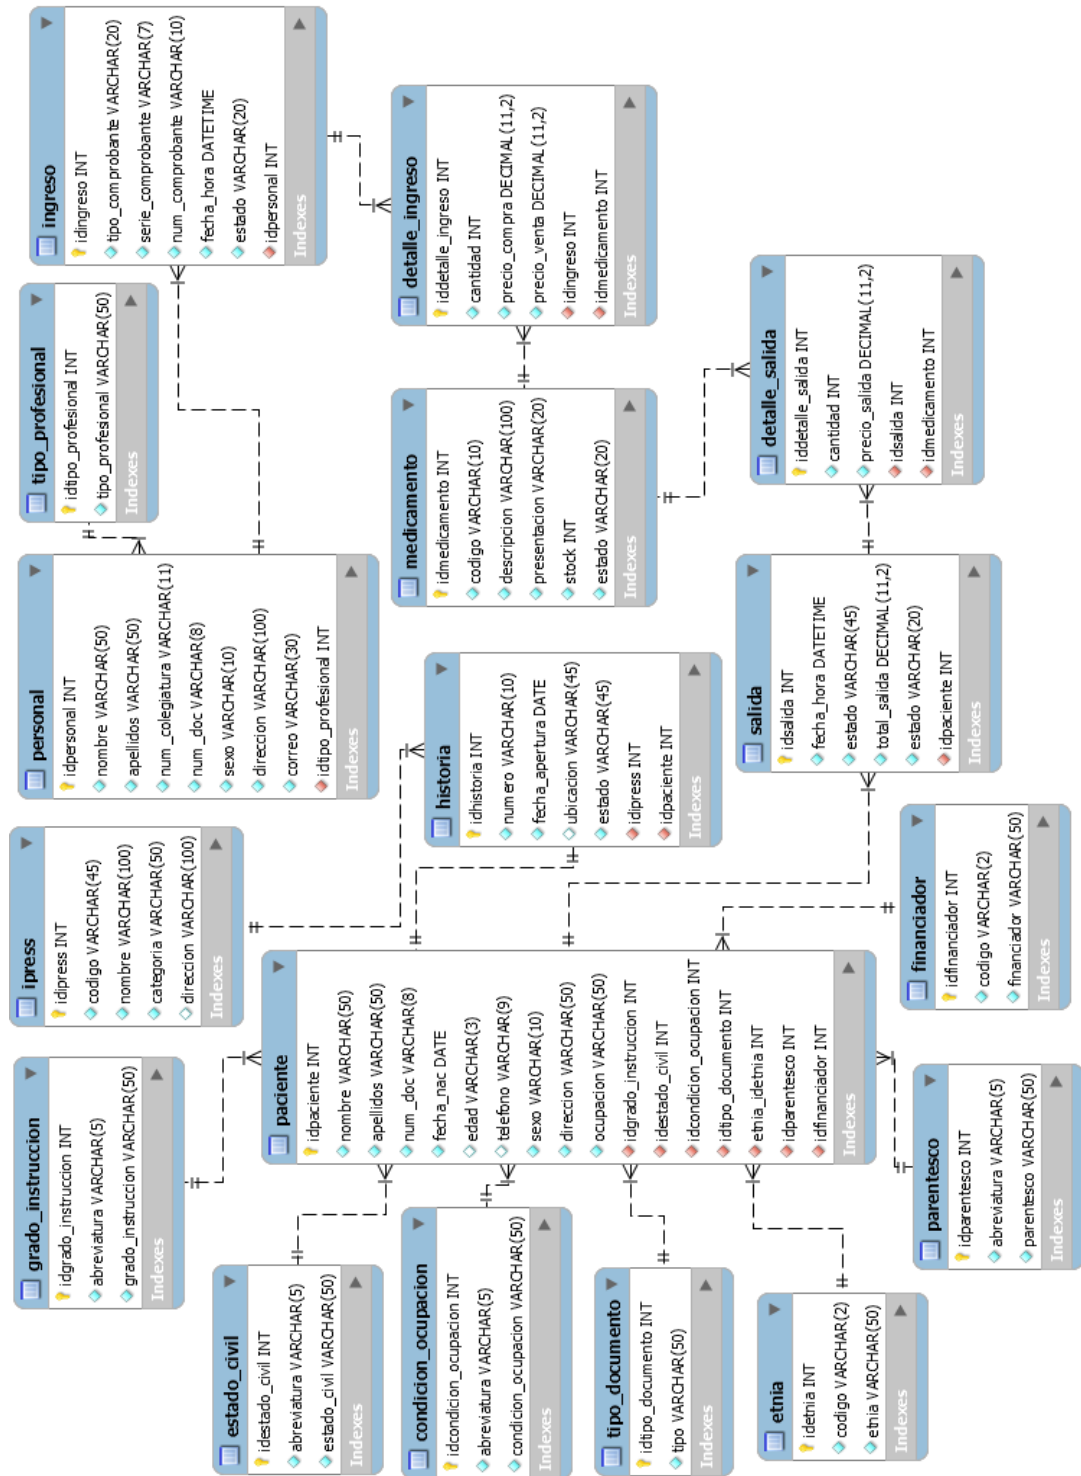 grado_instruccion
idgrado_instruccion INT
abreviatura VARCHAR(5)
grado_instruccion VARCHAR(50)
Indexes
ipress
idipress INT
codigo VARCHAR(45)
nombre VARCHAR(100)
categoria VARCHAR(50)
direccion VARCHAR(100)
Indexes
personal
idpersonal INT
nombre VARCHAR(50)
apellidos VARCHAR(50)
num_colegiatura VARCHAR(11)
num_doc VARCHAR(8)
sexo VARCHAR(10)
direccion VARCHAR(100)
correo VARCHAR(30)
idtipo_profesional INT
Indexes
tipo_profesional
idtipo_profesional INT
tipo_profesional VARCHAR(50)
Indexes
ingreso
idingreso INT
tipo_comprobante VARCHAR(20)
serie_comprobante VARCHAR(7)
num_comprobante VARCHAR(10)
fecha_hora DATETIME
estado VARCHAR(20)
idpersonal INT
Indexes
estado_civil
idestado_civil INT
abreviatura VARCHAR(5)
estado_civil VARCHAR(50)
Indexes
paciente
idpaciente INT
nombre VARCHAR(50)
apellidos VARCHAR(50)
num_doc VARCHAR(8)
fecha_nac DATE
edad VARCHAR(3)
telefono VARCHAR(9)
sexo VARCHAR(10)
direccion VARCHAR(50)
ocupacion VARCHAR(50)
idgrado_instruccion INT
idestado_civil INT
idcondicion_ocupacion INT
idtipo_documento INT
etnia_idetnia INT
idparentesco INT
idfinanciador INT
Indexes
historia
idhistoria INT
numero VARCHAR(10)
fecha_apertura DATE
ubicacion VARCHAR(45)
estado VARCHAR(45)
idipress INT
idpaciente INT
Indexes
medicamento
idmedicamento INT
codigo VARCHAR(10)
descripcion VARCHAR(100)
presentacion VARCHAR(20)
stock INT
estado VARCHAR(20)
Indexes
detalle_ingreso
iddetalle_ingreso INT
cantidad INT
precio_compra DECIMAL(11,2)
precio_venta DECIMAL(11,2)
idingreso INT
idmedicamento INT
Indexes
condicion_ocupacion
idcondicion_ocupacion INT
abreviatura VARCHAR(5)
condicion_ocupacion VARCHAR(50)
Indexes
tipo_documento
idtipo_documento INT
tipo VARCHAR(50)
Indexes
etnia
idetnia INT
codigo VARCHAR(2)
etnia VARCHAR(50)
Indexes
parentesco
idparentesco INT
abreviatura VARCHAR(5)
parentesco VARCHAR(50)
Indexes
financiador
idfinanciador INT
codigo VARCHAR(2)
financiador VARCHAR(50)
Indexes
salida
idsalida INT
fecha_hora DATETIME
estado VARCHAR(45)
total_salida DECIMAL(11,2)
estado VARCHAR(20)
idpaciente INT
Indexes
detalle_salida
iddetalle_salida INT
cantidad INT
precio_salida DECIMAL(11,2)
idsalida INT
idmedicamento INT
Indexes